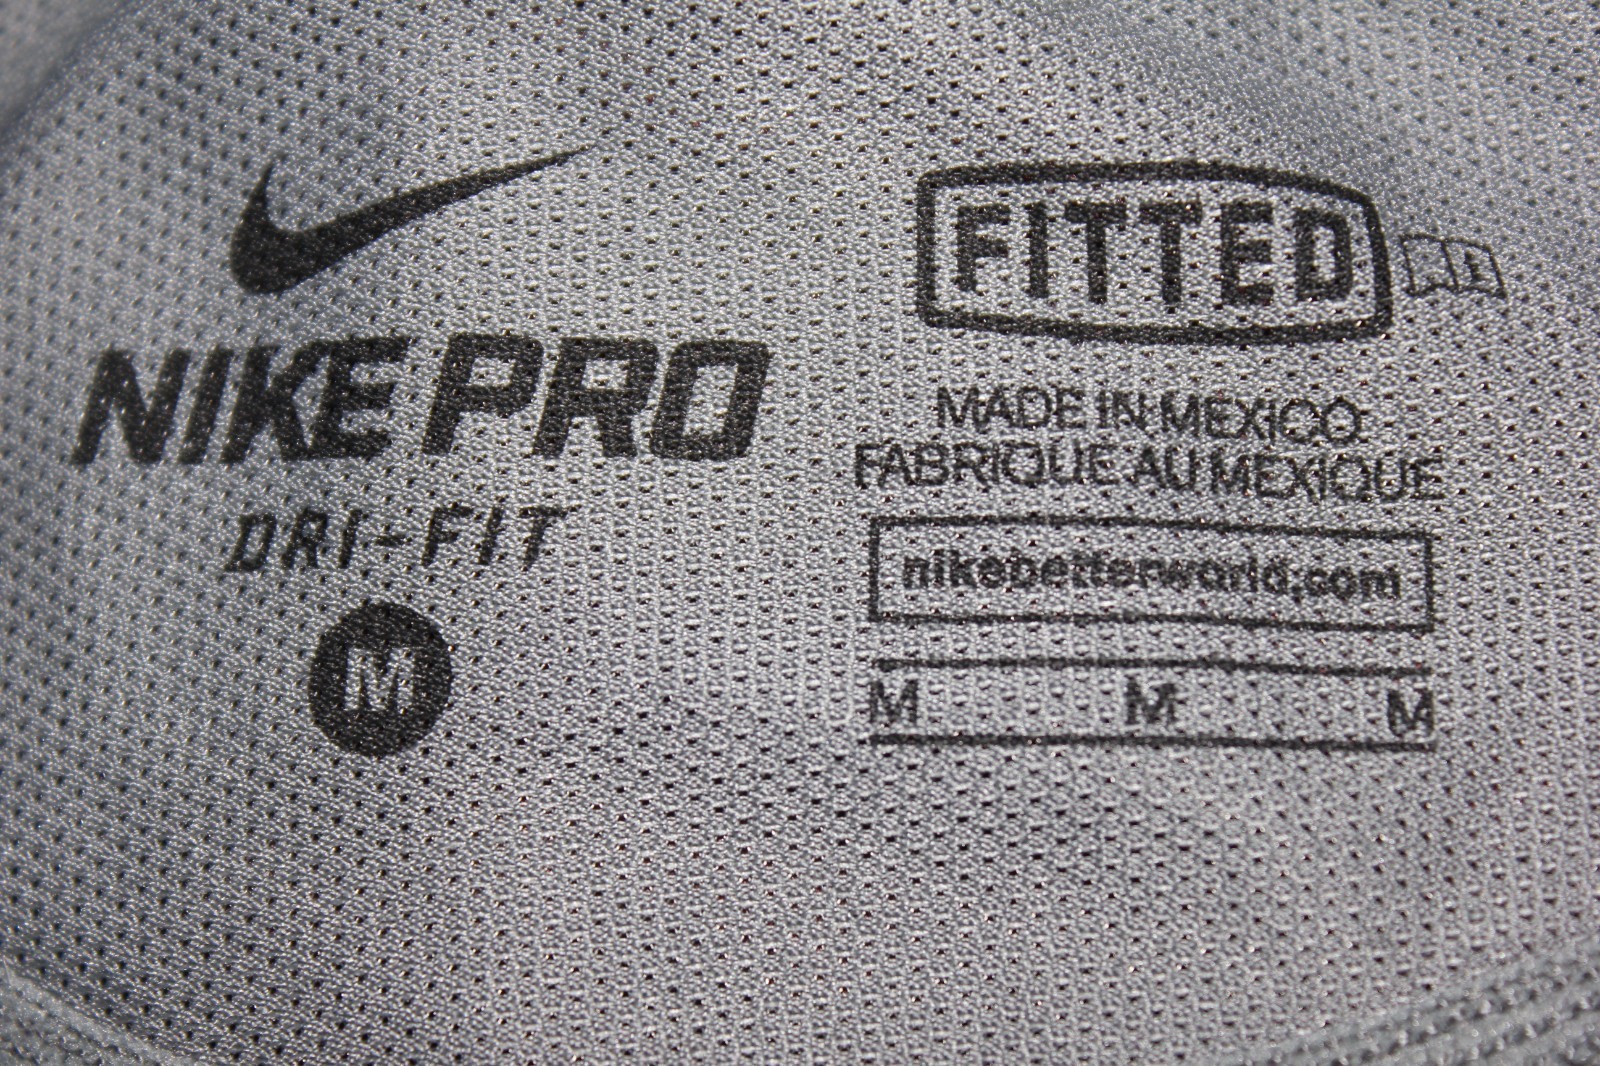 NIKE PRO
DRI-FIT
M
FITTED
MADE IN MEXICO
FABRIQUE AU MEXIQUE
nikebetterworld.com
M M M